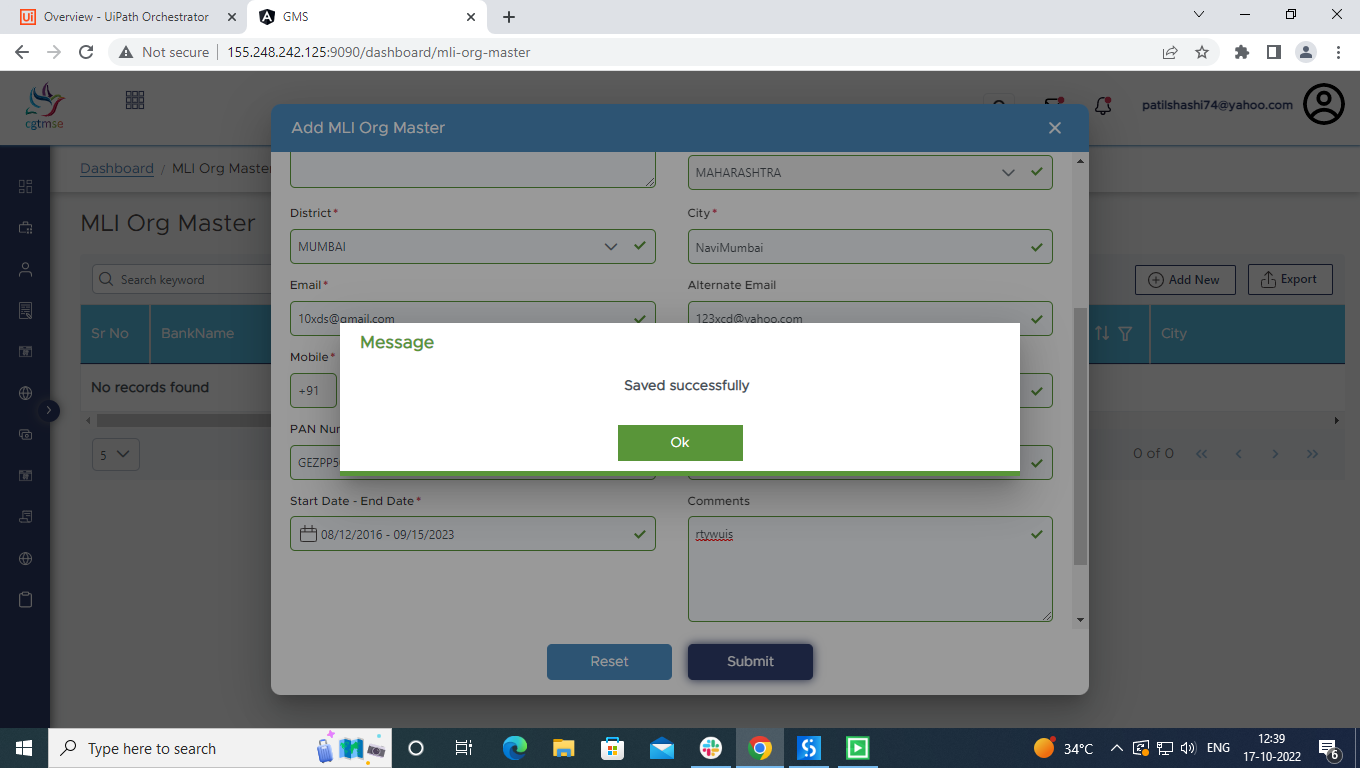 Overview - UiPath Orchestrator
GMS
Not secure
155.248.242.125:9090/dashboard/mli-org-master
cgtmse
patilshashi74@yahoo.com
Add MLI Org Master
Dashboard / MLI Org Master
MAHARASHTRA
District*
City*
MLI Org Master
MUMBAI
NaviMumbai
Search keyword
Add New
Export
Email*
Alternate Email
10xds@gmail.com
123xcd@yahoo.com
Sr No
BankName
City
Message
Mobile*
Saved successfully
No records found
+91
PAN Nu
Ok
5
0 of 0
GEZPP5
Start Date - End Date*
Comments
08/12/2016 - 09/15/2023
rtywuis
Reset
Submit
Type here to search
34°C
ENG
12:39
17-10-2022
6